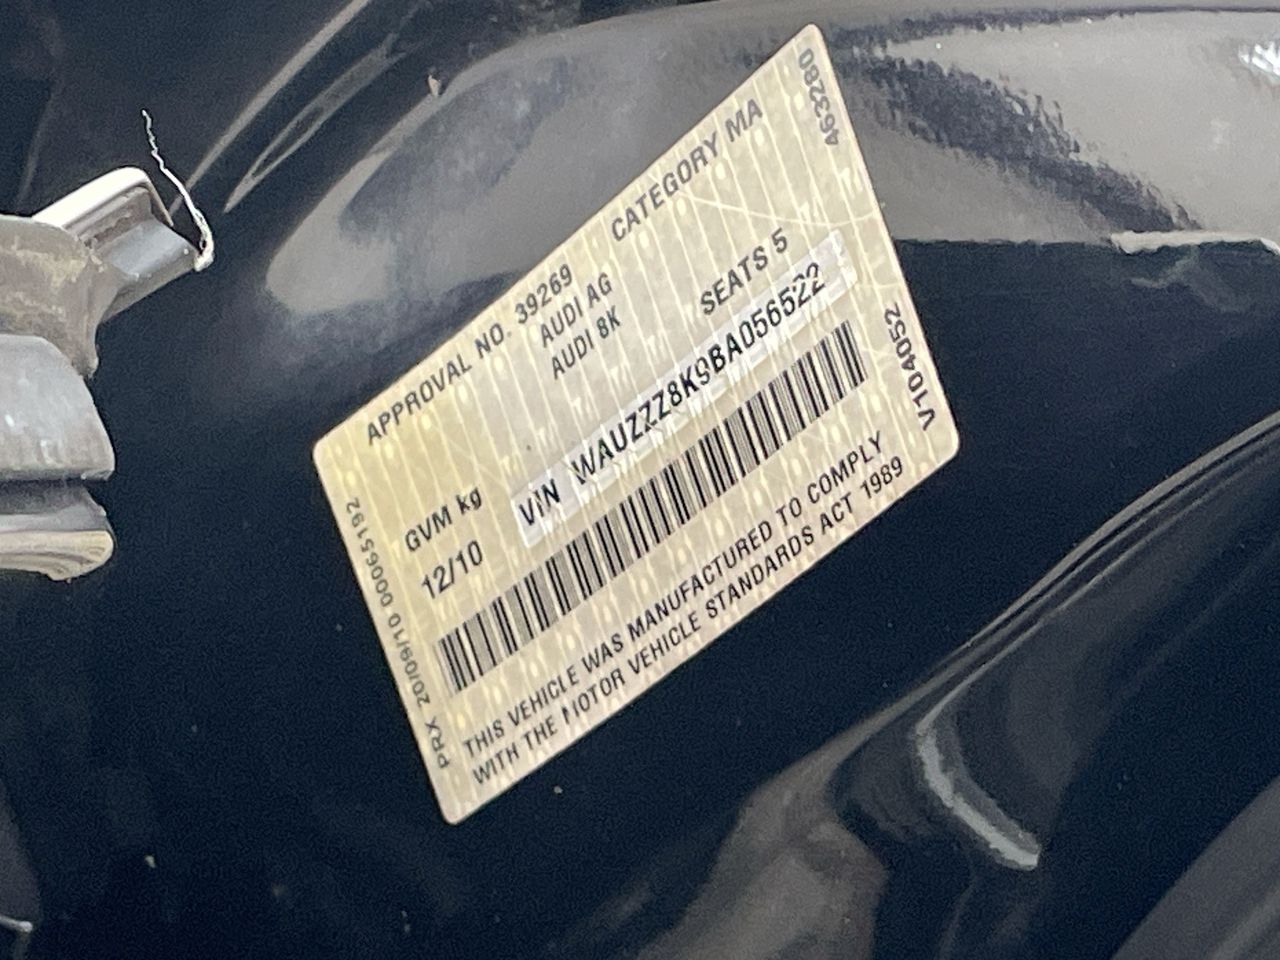 463280
APPROVAL NO. 39269 CATEGORY MA
AUDI AG
AUDI 8K SEATS 5
GVM kg VIN WAUZZZ8K9BA056522
12/10
THIS VEHICLE WAS MANUFACTURED TO COMPLY
WITH THE MOTOR VEHICLE STANDARDS ACT 1989
PRX 20/09/10 00065192
V104052